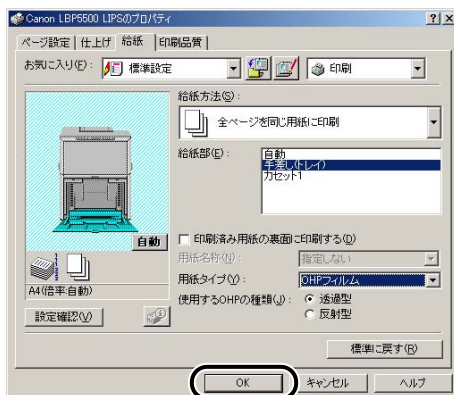 Canon LBP5500 LIPSのプロパティ
ページ設定 仕上げ 給紙 印刷品質
お気に入り(F): 標準設定 印刷
給紙方法(S):
全ページを同じ用紙に印刷
給紙部(E): 自動
手差し(トレイ)
カセット1
自動
印刷済み用紙の裏面に印刷する(D)
用紙名称(N): 指定しない
用紙タイプ(Y): OHPフィルム
A4(倍率:自動)
使用するOHPの種類(J): 透過型
反射型
設定確認(V)
標準に戻す(R)
OK キャンセル ヘルプ